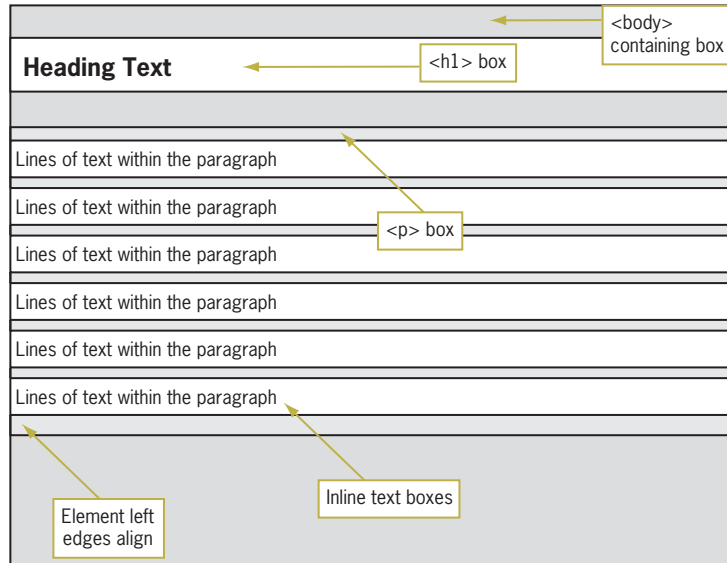 <body>
containing box
Heading Text
<h1> box
Lines of text within the paragraph
Lines of text within the paragraph
<p> box
Lines of text within the paragraph
Lines of text within the paragraph
Lines of text within the paragraph
Lines of text within the paragraph
Element left
edges align
Inline text boxes